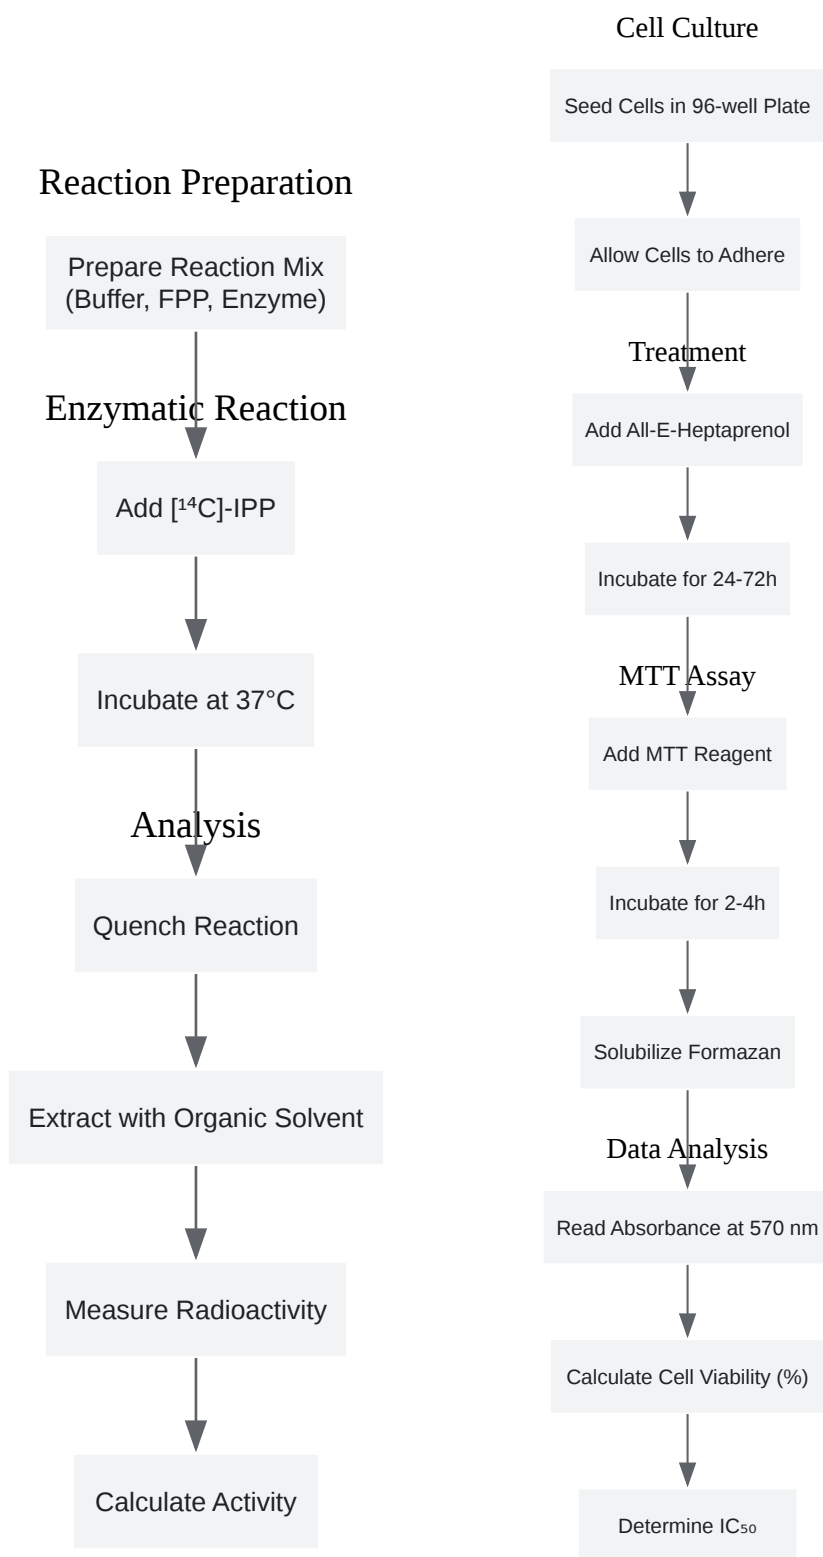 Reaction Preparation
Prepare Reaction Mix
(Buffer, FPP, Enzyme)
Enzymatic Reaction
Add [¹⁴C]-IPP
Incubate at 37°C
Analysis
Quench Reaction
Extract with Organic Solvent
Measure Radioactivity
Calculate Activity
Cell Culture
Seed Cells in 96-well Plate
Allow Cells to Adhere
Treatment
Add All-E-Heptaprenol
Incubate for 24-72h
MTT Assay
Add MTT Reagent
Incubate for 2-4h
Solubilize Formazan
Data Analysis
Read Absorbance at 570 nm
Calculate Cell Viability (%)
Determine IC₅₀